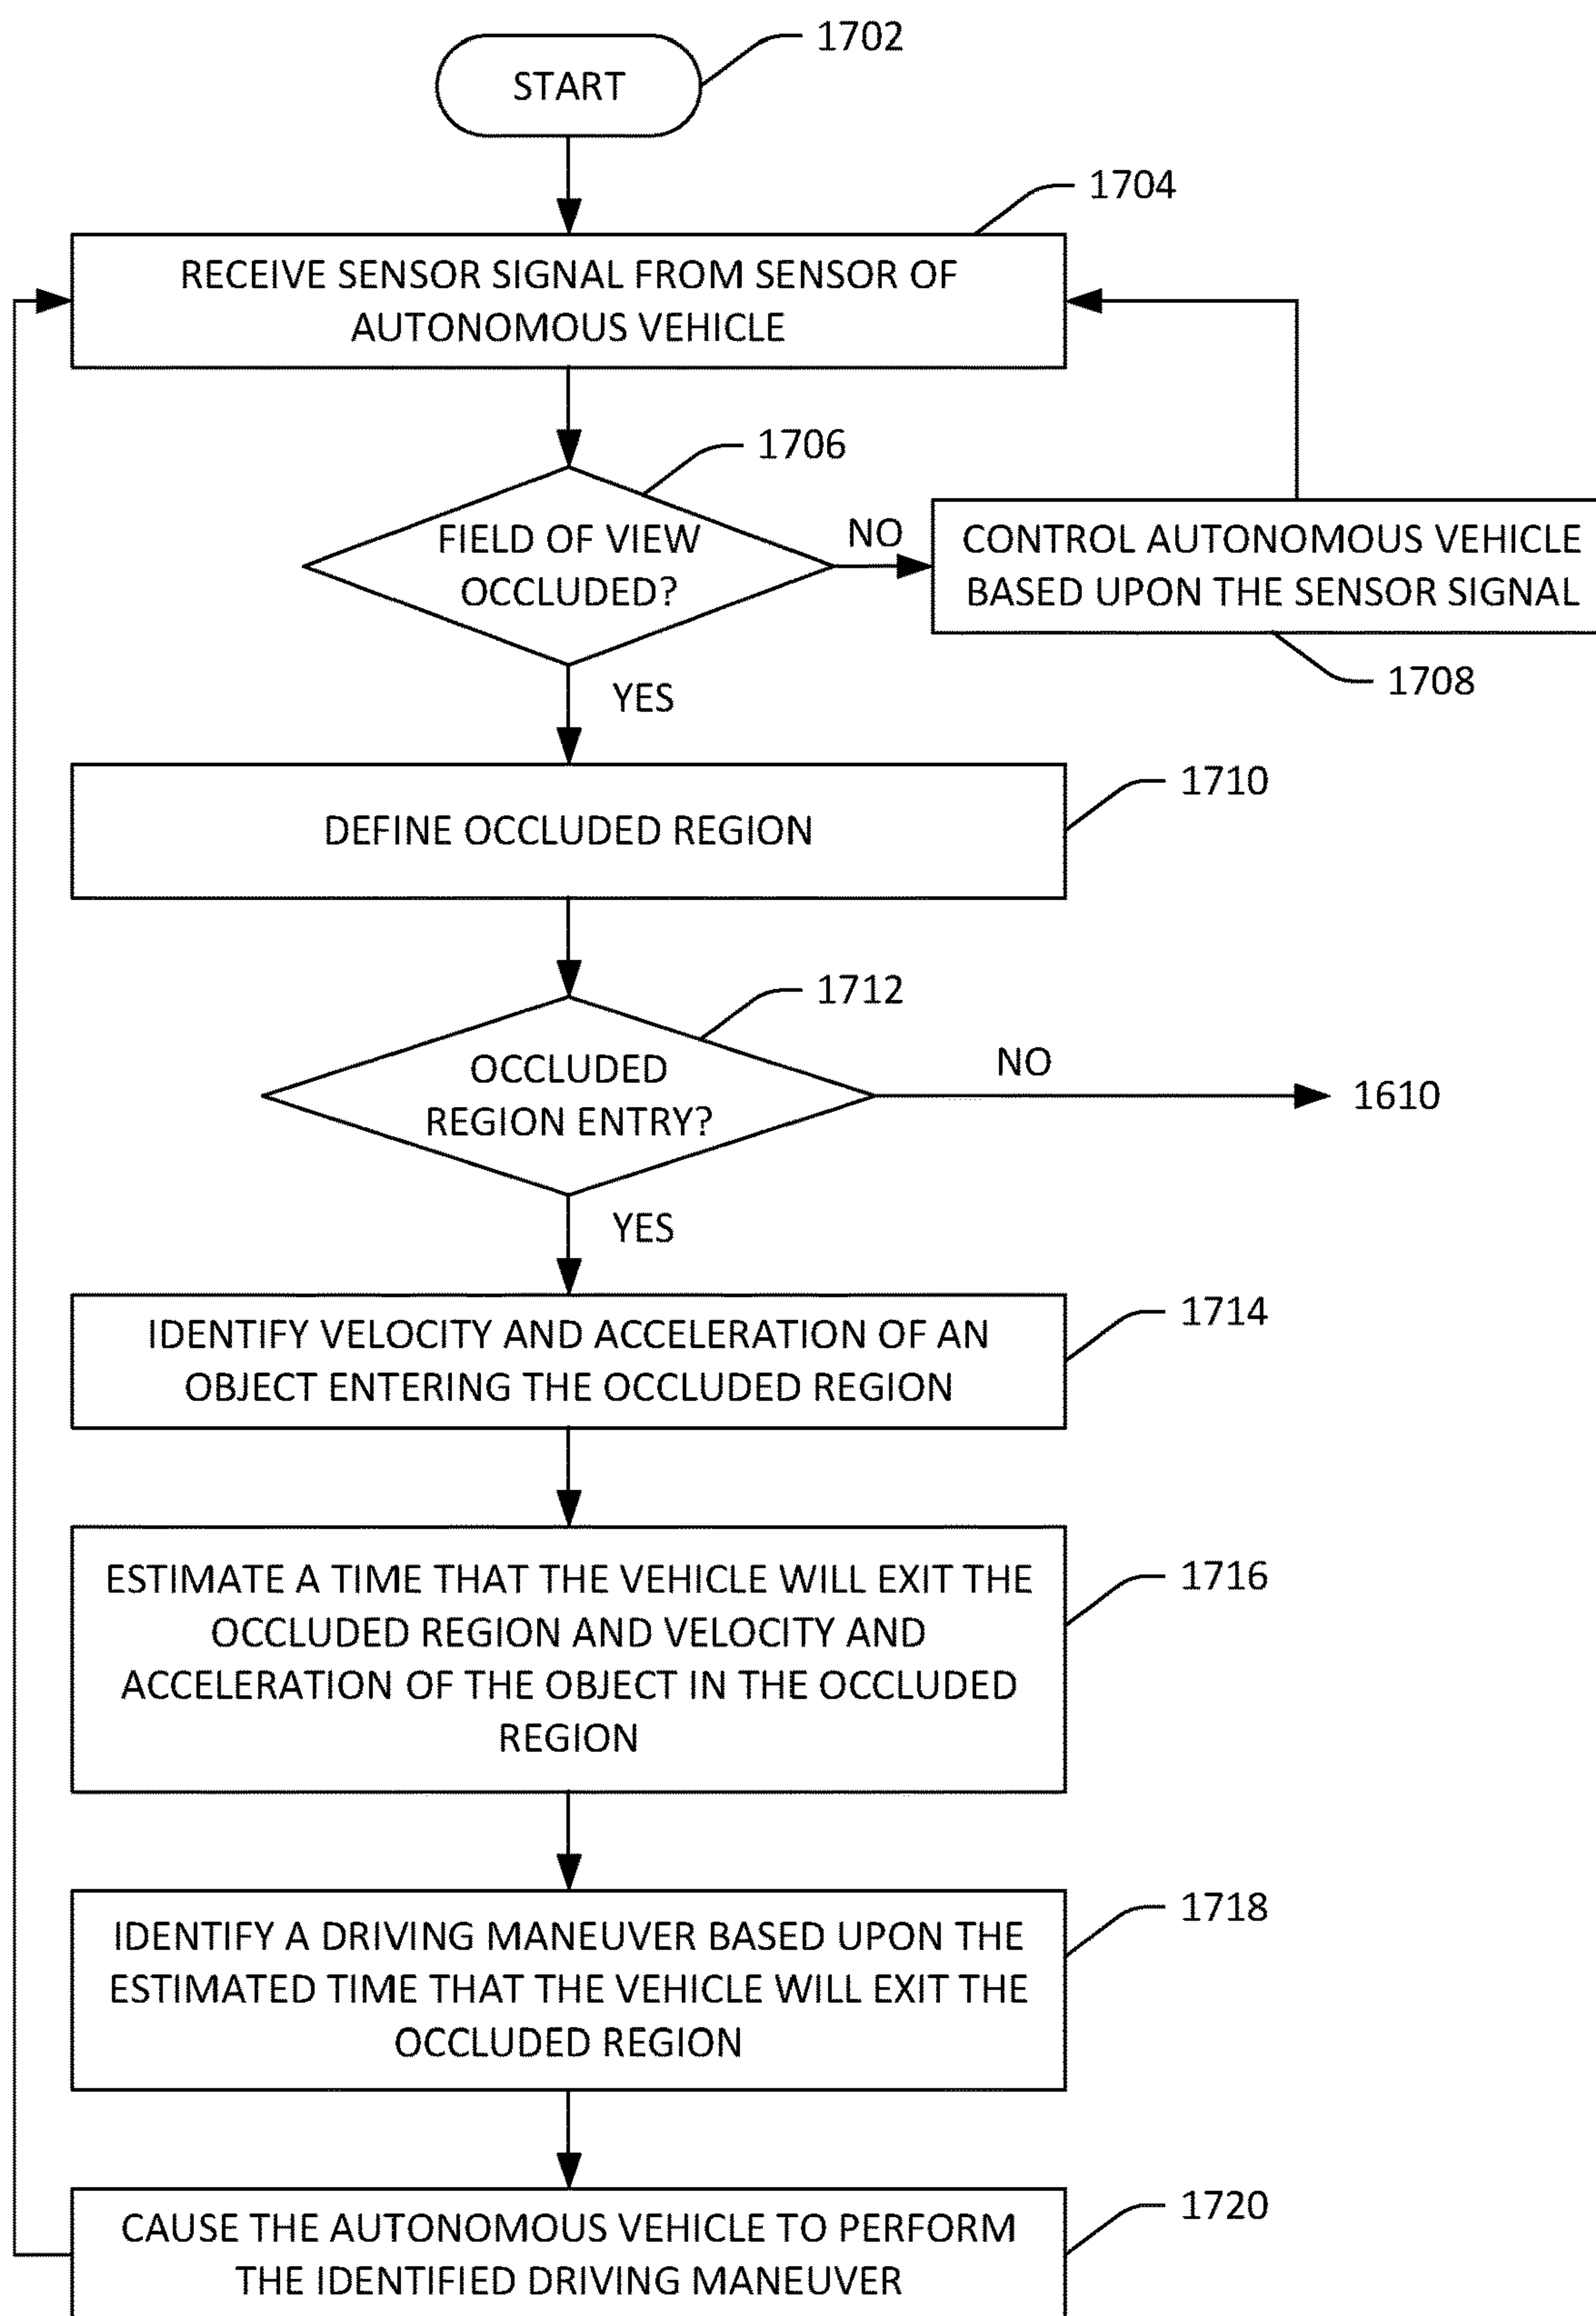 1702
START
1704
RECEIVE SENSOR SIGNAL FROM SENSOR OF
AUTONOMOUS VEHICLE
1706
FIELD OF VIEW
OCCLUDED?
NO
CONTROL AUTONOMOUS VEHICLE
BASED UPON THE SENSOR SIGNAL
1708
YES
1710
DEFINE OCCLUDED REGION
1712
OCCLUDED
REGION ENTRY?
NO
1610
YES
1714
IDENTIFY VELOCITY AND ACCELERATION OF AN
OBJECT ENTERING THE OCCLUDED REGION
1716
ESTIMATE A TIME THAT THE VEHICLE WILL EXIT THE
OCCLUDED REGION AND VELOCITY AND
ACCELERATION OF THE OBJECT IN THE OCCLUDED
REGION
1718
IDENTIFY A DRIVING MANEUVER BASED UPON THE
ESTIMATED TIME THAT THE VEHICLE WILL EXIT THE
OCCLUDED REGION
1720
CAUSE THE AUTONOMOUS VEHICLE TO PERFORM
THE IDENTIFIED DRIVING MANEUVER